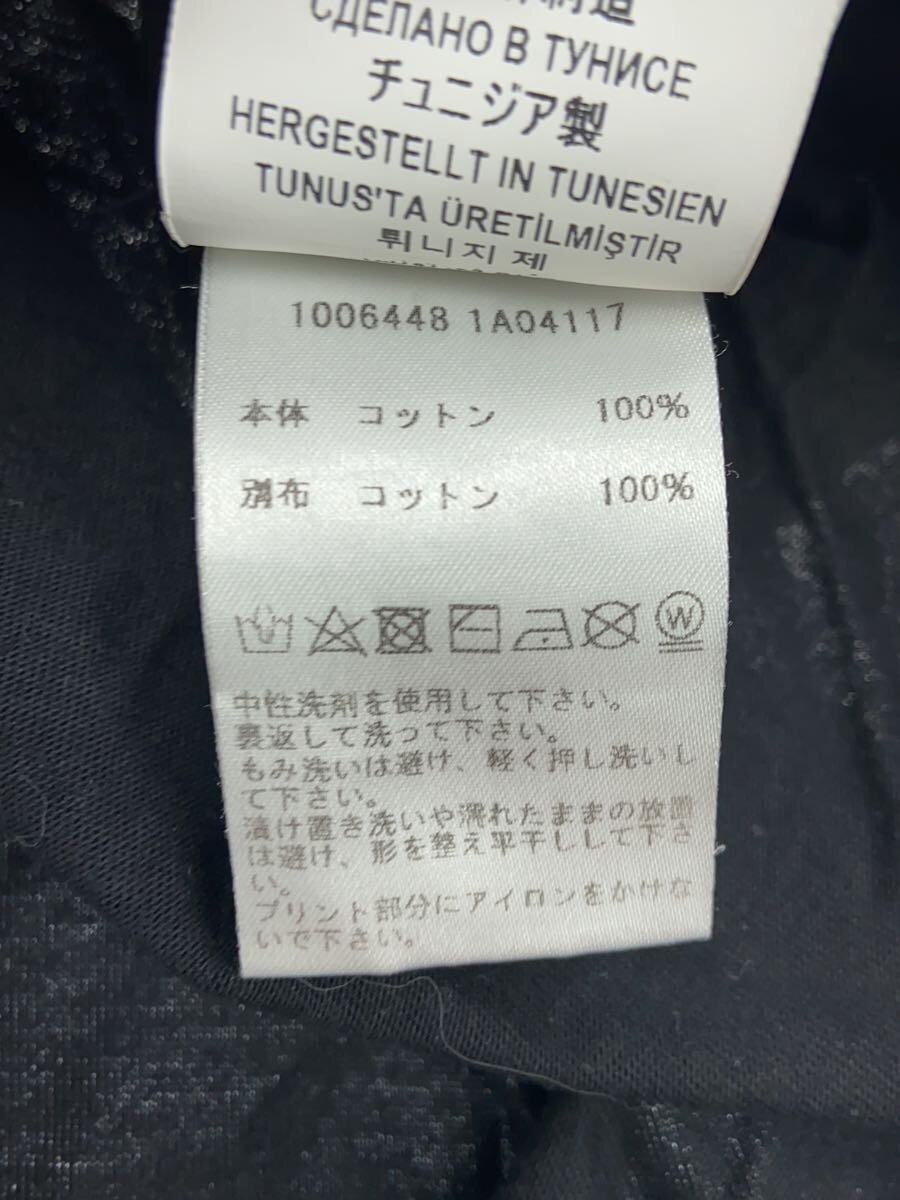 СДЕЛАНО В ТУНИСЕ
チュニジア製
HERGESTELLT IN TUNESIEN
TUNUS'TA ÜRETİLMİŞTİR
튀니지 제
1006448 1A04117
本体 コットン 100%
別布 コットン 100%
W
中性洗剤を使用して下さい。
裏返して洗って下さい。
もみ洗いは避け、軽く押し洗いし
て下さい。
漬け置き洗いや濡れたままの放置
は避け、形を整え平干しして下さ
い。
プリント部分にアイロンをかけな
いで下さい。